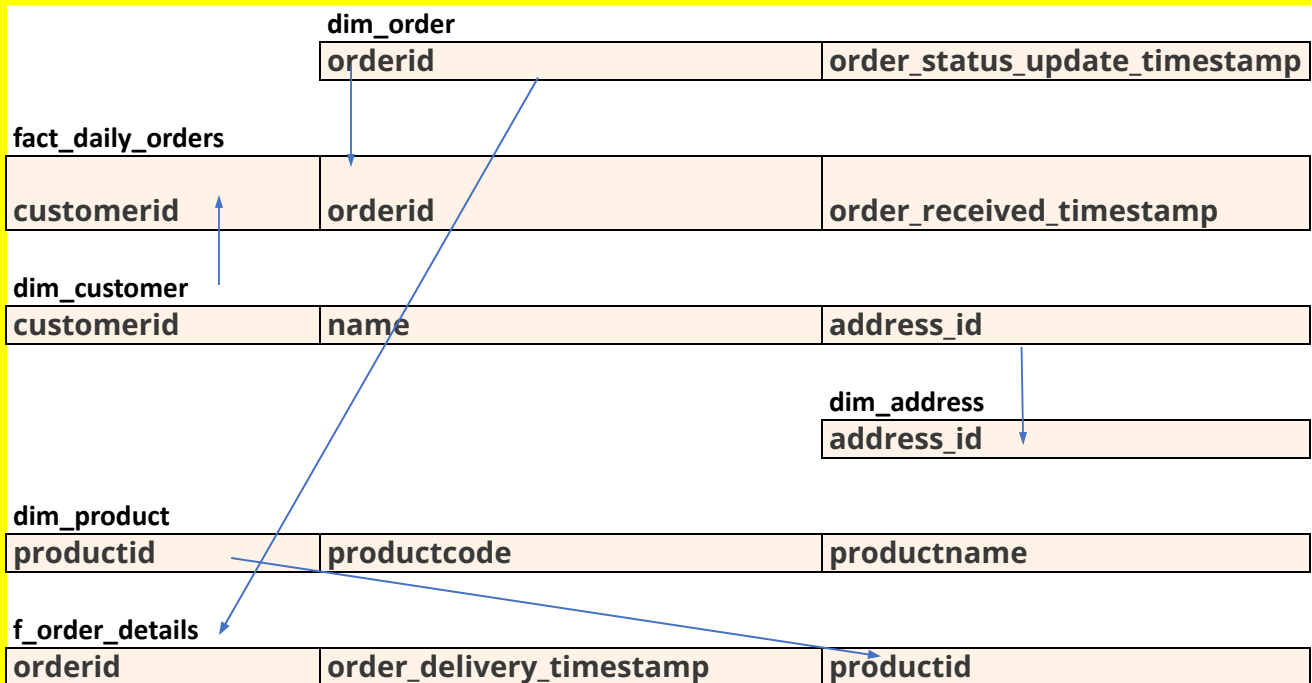 dim_order
orderid order_status_update_timestamp
fact_daily_orders
customerid orderid order_received_timestamp
dim_customer
customerid name address_id
dim_address
address_id
dim_product
productid productcode productname
f_order_details
orderid order_delivery_timestamp productid